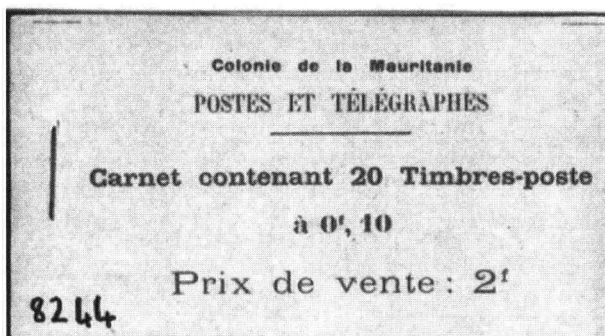 Colonie de la Mauritanie
POSTES ET TÉLÉGRAPHES
Carnet contenant 20 Timbres-poste
à 0ᶠ, 10
Prix de vente : 2ᶠ
8244